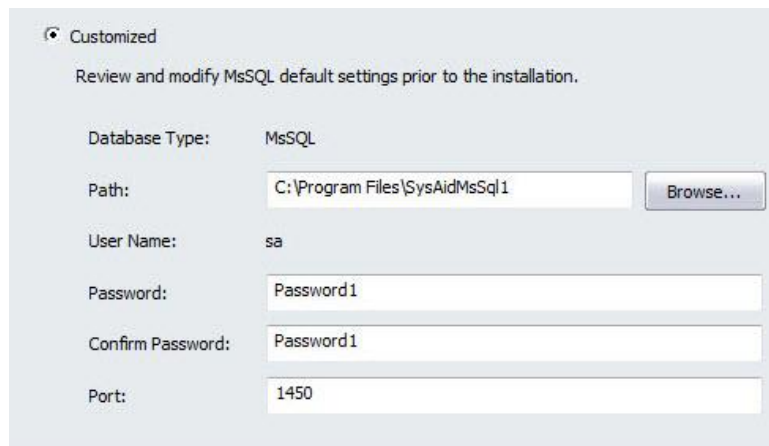 Customized
Review and modify MsSQL default settings prior to the installation.
Database Type: MsSQL
Path: C:\Program Files\SysAidMsSql1 Browse...
User Name: sa
Password: Password1
Confirm Password: Password1
Port: 1450